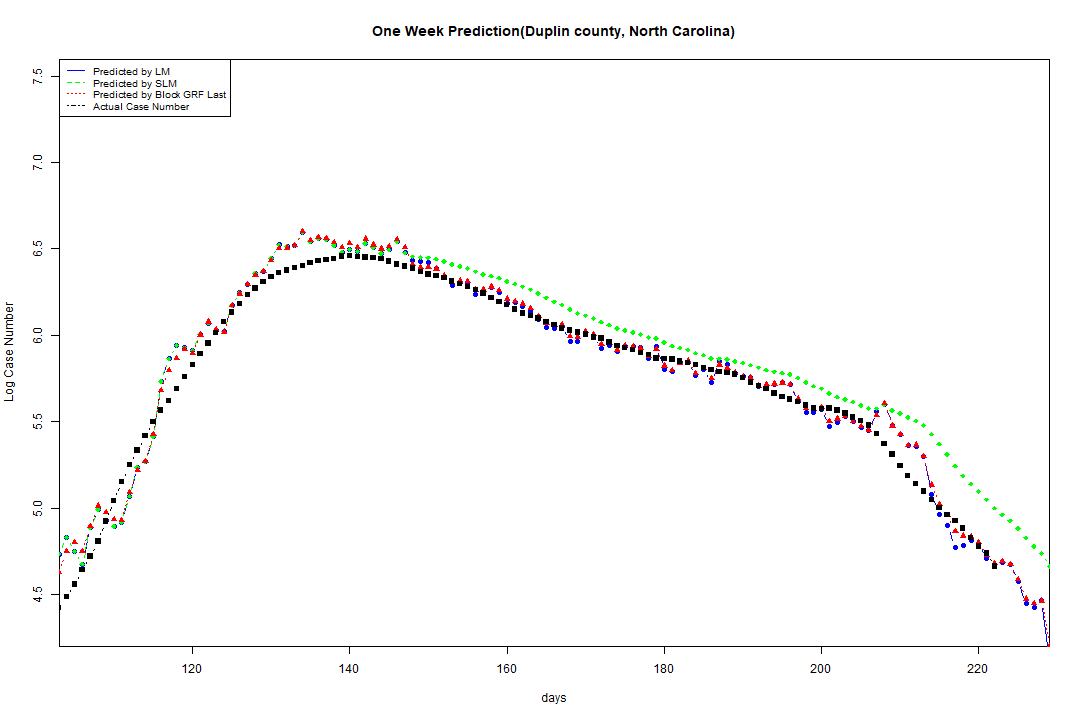 One Week Prediction(Duplin county, North Carolina)
Predicted by LM
Predicted by SLM
Predicted by Block GRF Last
Actual Case Number
7.5
7.0
6.5
6.0
5.5
5.0
4.5
Log Case Number
120 140 160 180 200 220
days